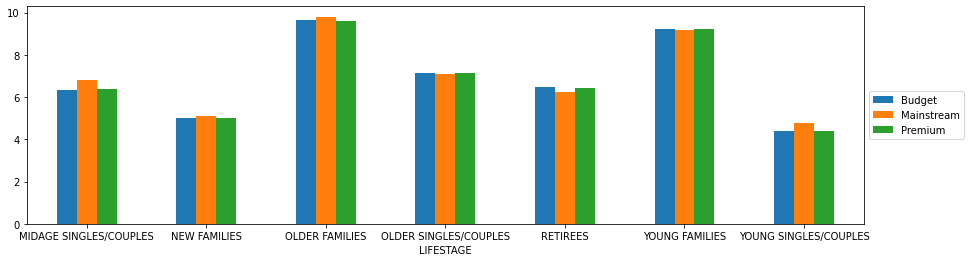 10
8
6
4
2
0
MIDAGE SINGLES/COUPLES NEW FAMILIES OLDER FAMILIES OLDER SINGLES/COUPLES RETIREES YOUNG FAMILIES YOUNG SINGLES/COUPLES
LIFESTAGE
Budget
Mainstream
Premium